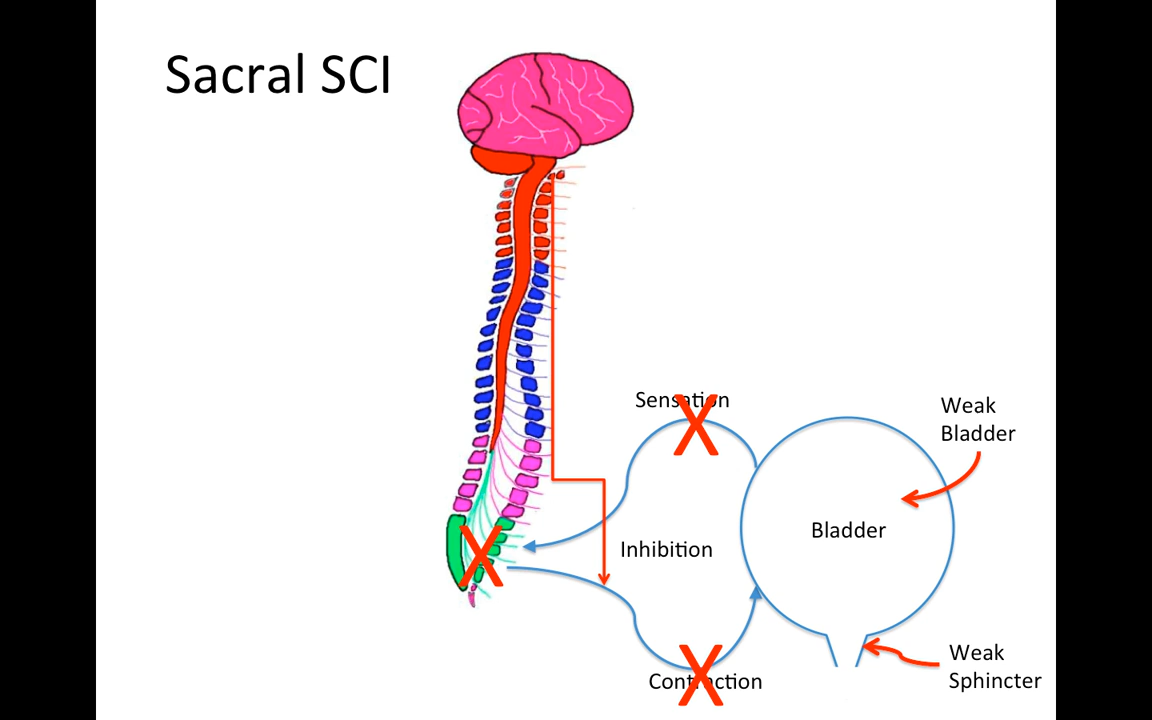 Sacral SCI
Sensation
Weak
Bladder
Bladder
Inhibition
Contraction
Weak
Sphincter